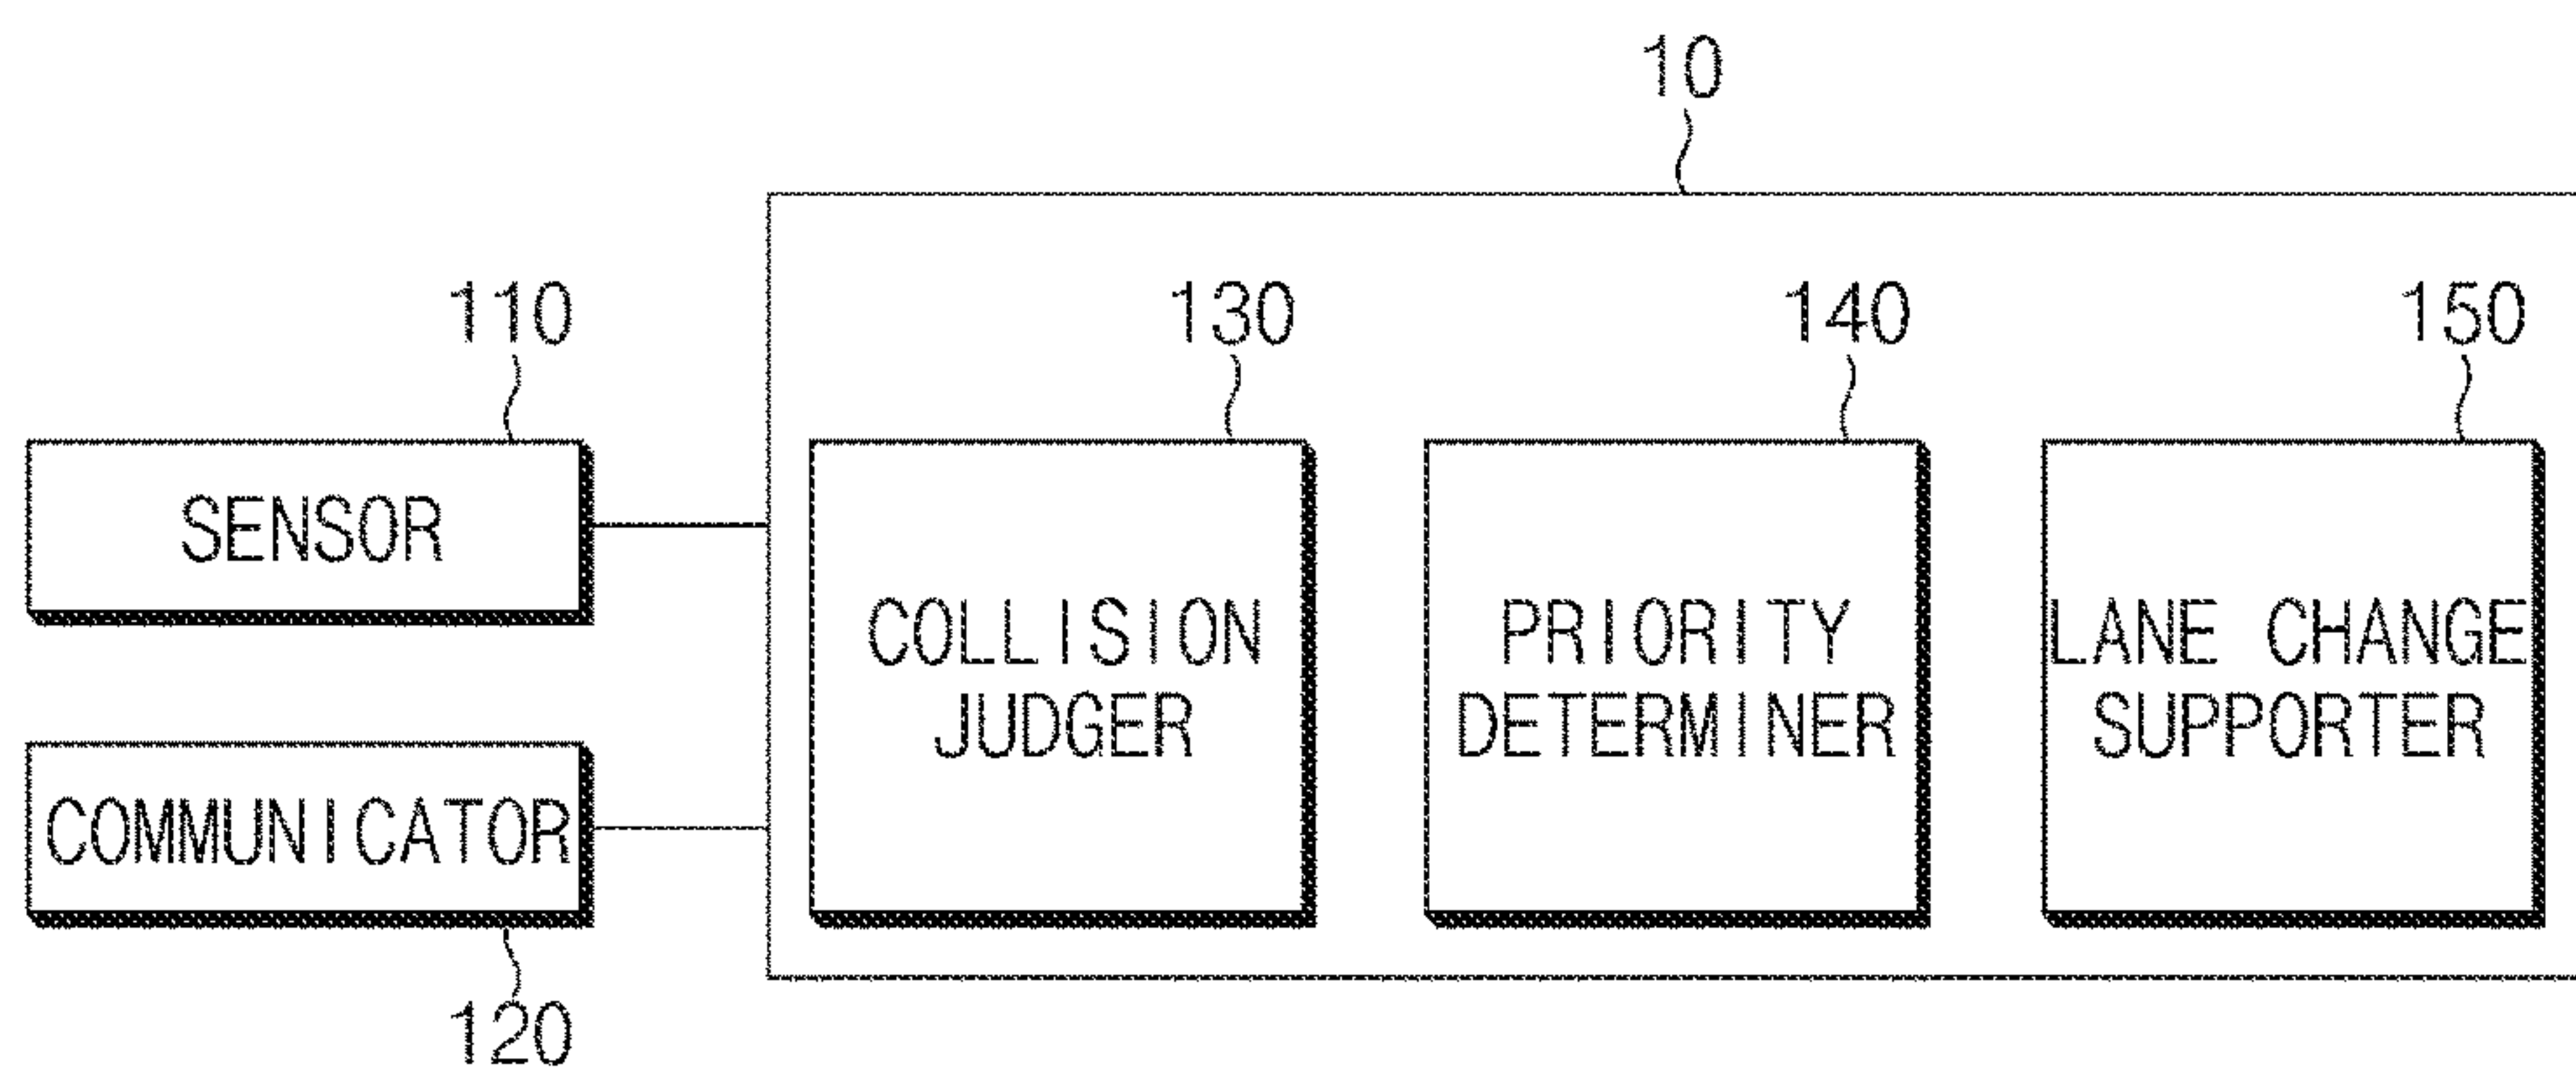 10
110
130
140
150
SENSOR
COLLISION
JUDGER
PRIORITY
DETERMINER
LANE CHANGE
SUPPORTER
COMMUNICATOR
120